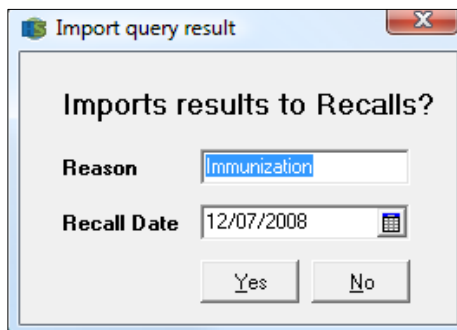 Import query result
Imports results to Recalls?
Reason Immunization
Recall Date 12/07/2008
Yes No